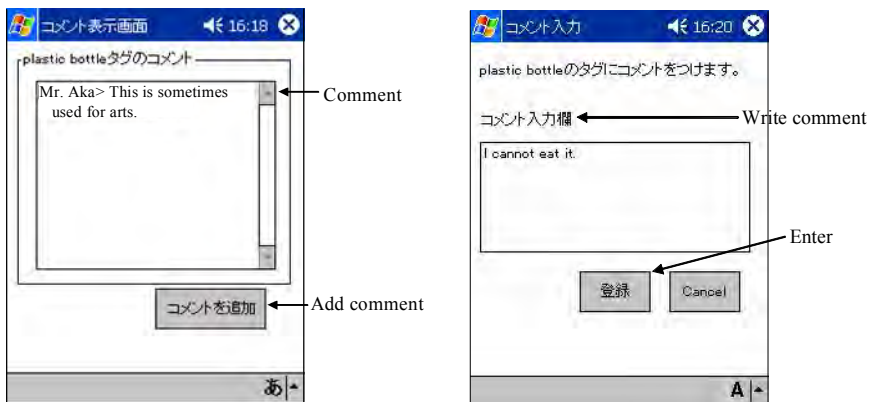 コメント表示画面 16:18
plastic bottleタグのコメント
Mr. Aka> This is sometimes
used for arts.
Comment
コメントを追加
Add comment
あ
コメント入力 16:20
plastic bottleのタグにコメントをつけます。
コメント入力欄
Write comment
I cannot eat it.
Enter
登録 Cancel
A